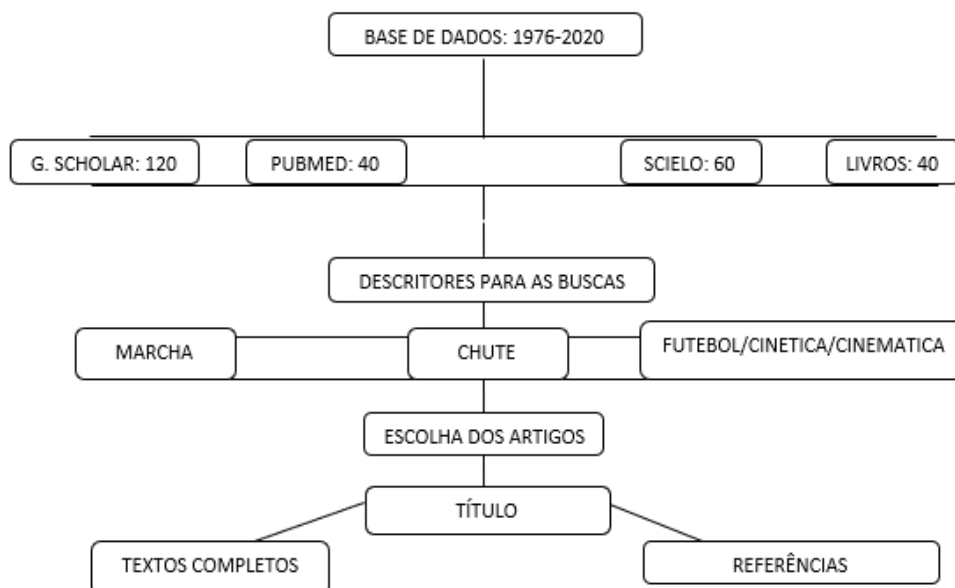 BASE DE DADOS: 1976-2020
G. SCHOLAR: 120
PUBMED: 40
SCIELO: 60
LIVROS: 40
DESCRITORES PARA AS BUSCAS
MARCHA
CHUTE
FUTEBOL/CINETICA/CINEMATICA
ESCOLHA DOS ARTIGOS
TÍTULO
TEXTOS COMPLETOS
REFERÊNCIAS